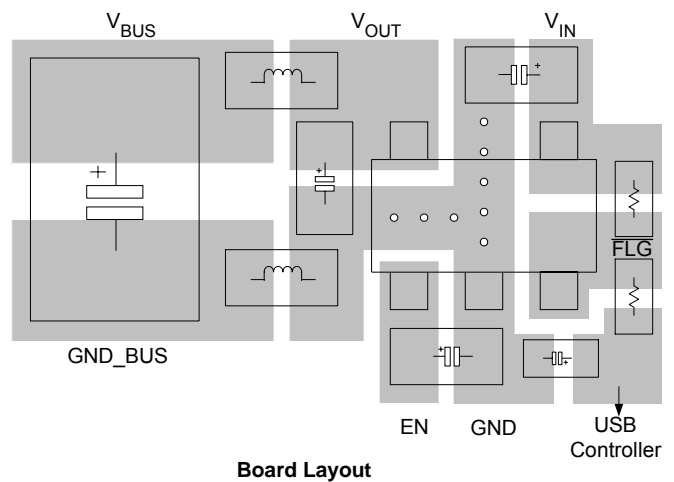 V_BUS V_OUT V_IN
+
+
+
FLG
+
+
GND_BUS
EN GND USB
Controller
Board Layout